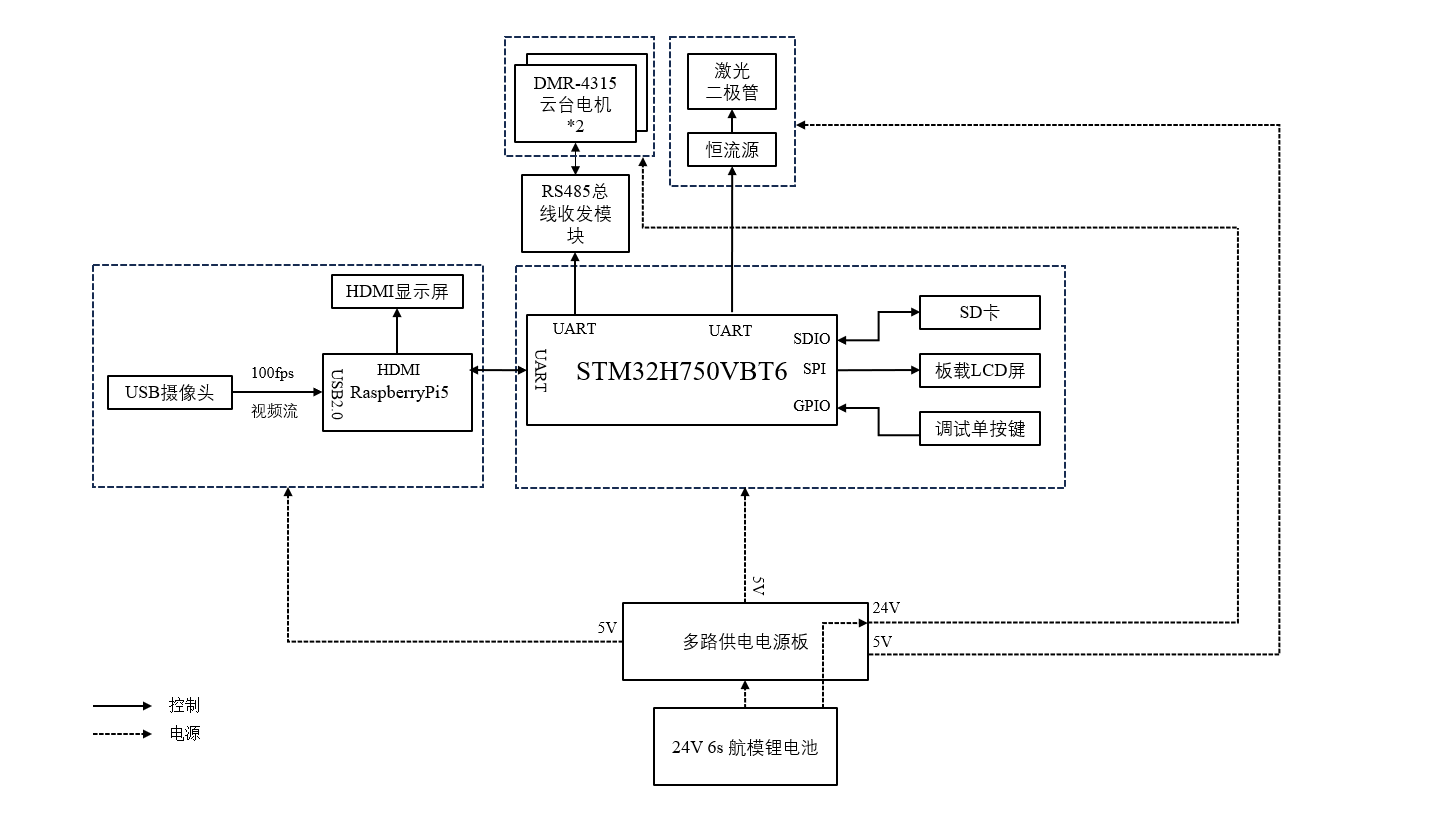 DMR-4315
云台电机
*2
激光
二极管
恒流源
RS485总
线收发模
块
HDMI显示屏
UART
UART
SDIO
SD卡
UART
STM32H750VBT6
SPI
板载LCD屏
GPIO
调试单按键
USB摄像头
100fps
视频流
USB2.0
HDMI
RaspberryPi5
5V
5V
24V
5V
多路供电电源板
24V 6s 航模锂电池
控制
电源